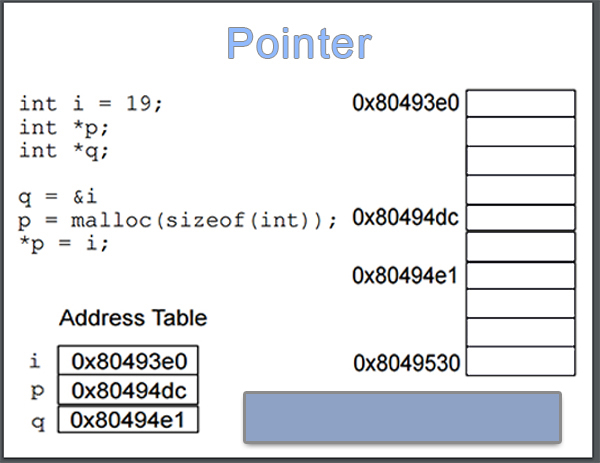 Pointer
int i = 19;
int *p;
int *q;
q = &i
p = malloc(sizeof(int));
*p = i;
0x80493e0
0x80494dc
0x80494e1
0x8049530
Address Table
i 0x80493e0
p 0x80494dc
q 0x80494e1